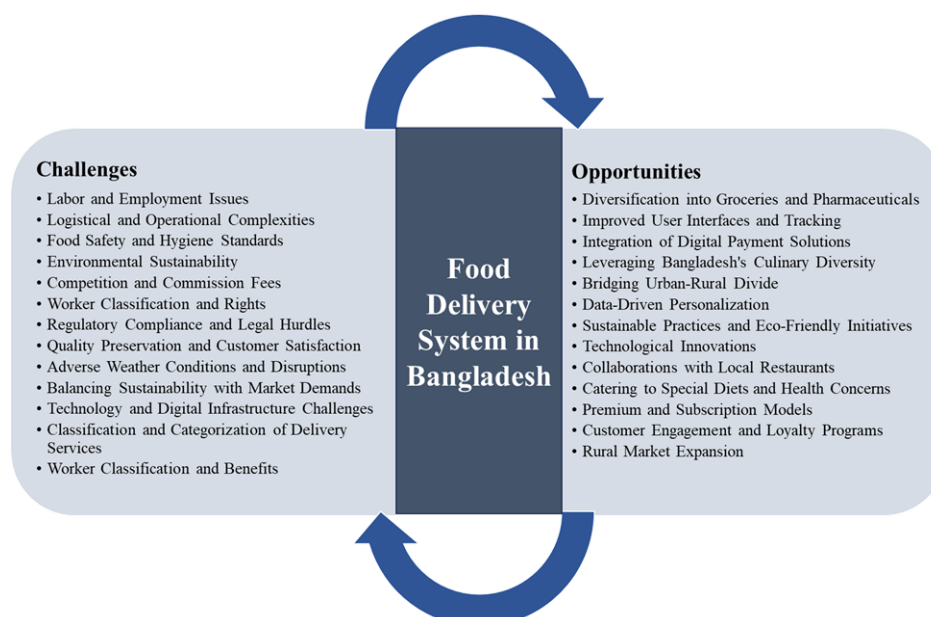 Challenges
• Labor and Employment Issues
• Logistical and Operational Complexities
• Food Safety and Hygiene Standards
• Environmental Sustainability
• Competition and Commission Fees
• Worker Classification and Rights
• Regulatory Compliance and Legal Hurdles
• Quality Preservation and Customer Satisfaction
• Adverse Weather Conditions and Disruptions
• Balancing Sustainability with Market Demands
• Technology and Digital Infrastructure Challenges
• Classification and Categorization of Delivery
Services
• Worker Classification and Benefits
Food
Delivery
System in
Bangladesh
Opportunities
• Diversification into Groceries and Pharmaceuticals
• Improved User Interfaces and Tracking
• Integration of Digital Payment Solutions
• Leveraging Bangladesh's Culinary Diversity
• Bridging Urban-Rural Divide
• Data-Driven Personalization
• Sustainable Practices and Eco-Friendly Initiatives
• Technological Innovations
• Collaborations with Local Restaurants
• Catering to Special Diets and Health Concerns
• Premium and Subscription Models
• Customer Engagement and Loyalty Programs
• Rural Market Expansion